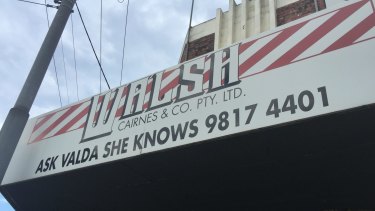 WALSH
CAIRNES & CO. PTY. LTD.
ASK VALDA SHE KNOWS 9817 4401